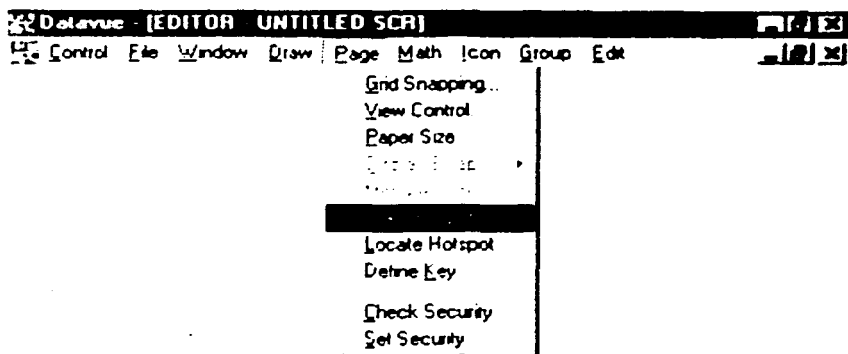 Datavue - [EDITOR - UNTITLED SCR]
Control File Window Draw Page Math Icon Group Edit
Grid Snapping...
View Control
Paper Size
Locate Hotspot
Define Key
Check Security
Set Security